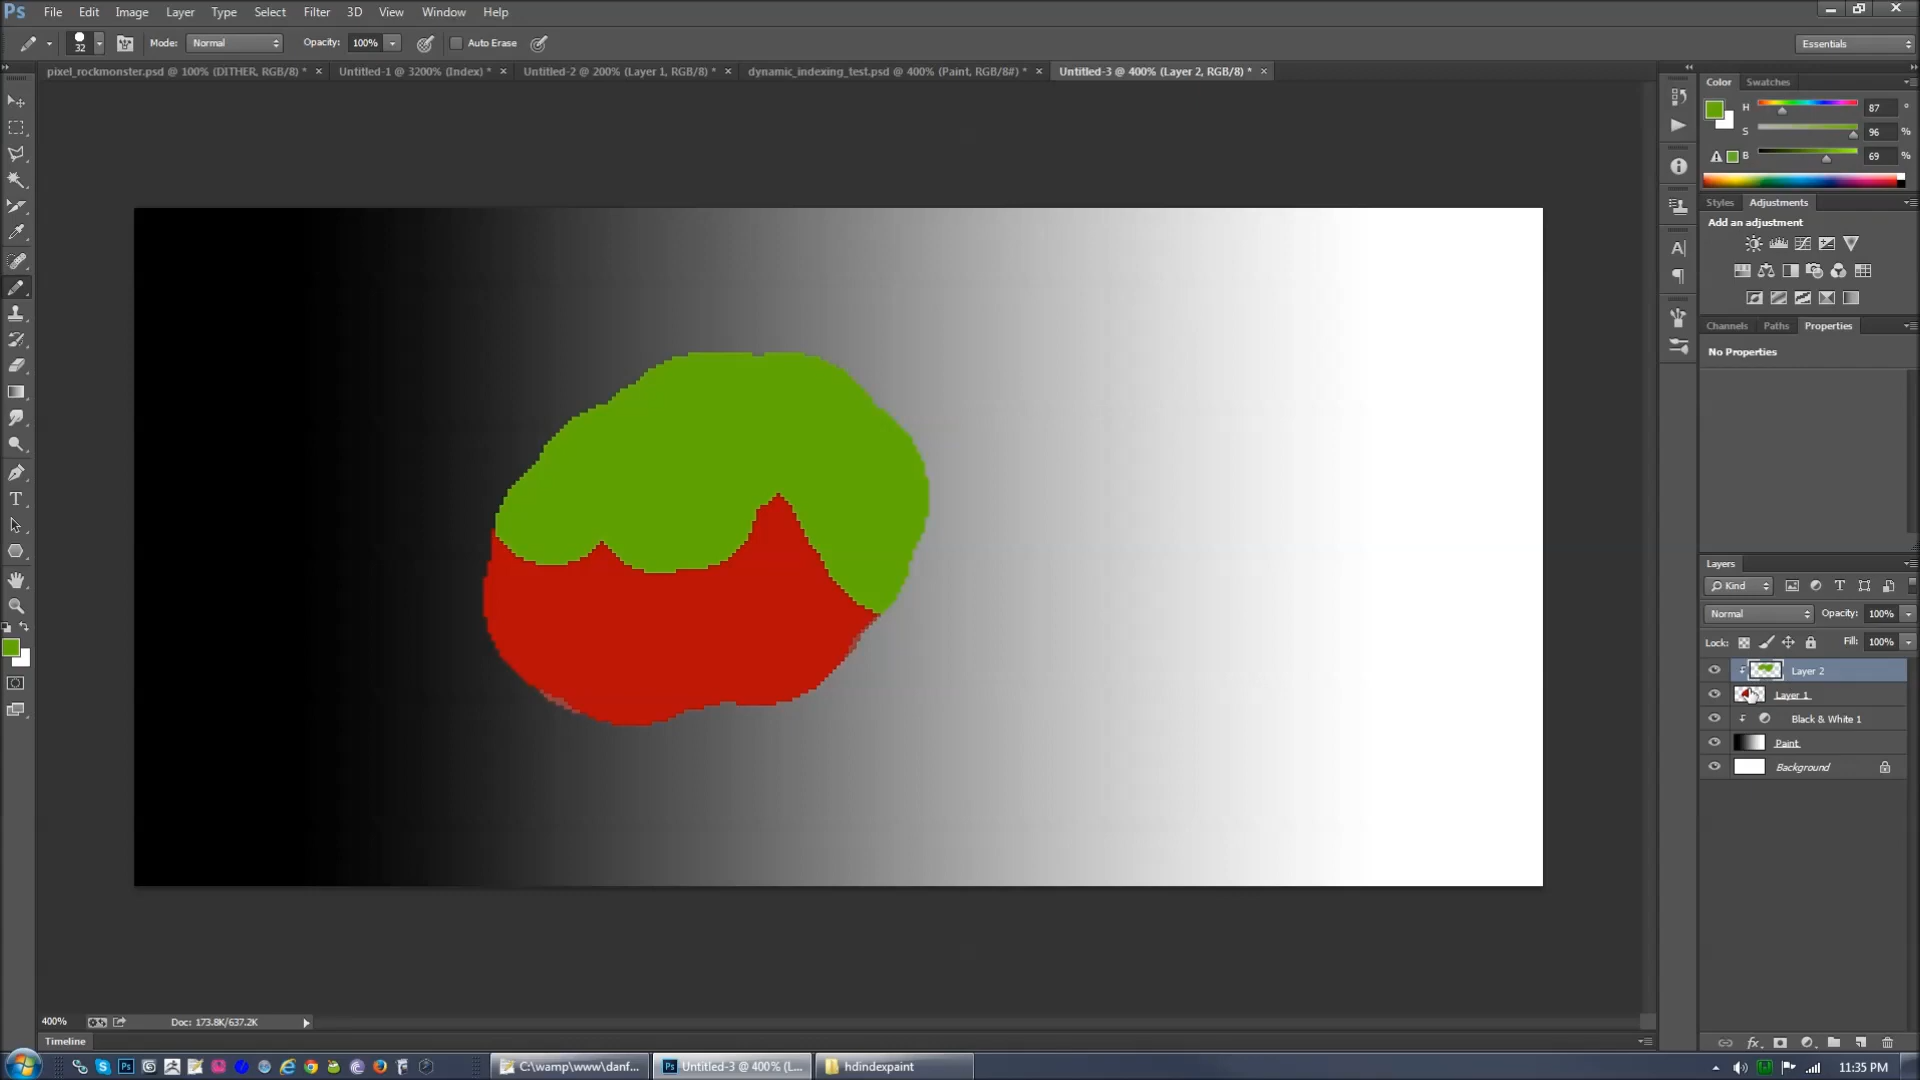 Ps File Edit Image Layer Type Select Filter 3D View Window Help
32 Mode: Normal Opacity: 100% Auto Erase Essentials
pixel_rockmonster.psd @ 100% (DITHER, RGB/8) * × Untitled-1 @ 3200% (Index) * × Untitled-2 @ 200% (Layer 1, RGB/8) * × dynamic_indexing_test.psd @ 400% (Paint, RGB/8#) * × Untitled-3 @ 400% (Layer 2, RGB/8) * ×
Color Swatches
H 87 °
S 96 %
B 69 %
Styles Adjustments
Add an adjustment
Channels Paths Properties
No Properties
Layers
Kind
Normal Opacity: 100%
Lock: Fill: 100%
Layer 2
Layer 1
Black & White 1
Paint
Background
400% Doc: 173.8K/637.2K
Timeline
C:\wamp\www\danf... Untitled-3 @ 400% (L... hdindexpaint 11:35 PM